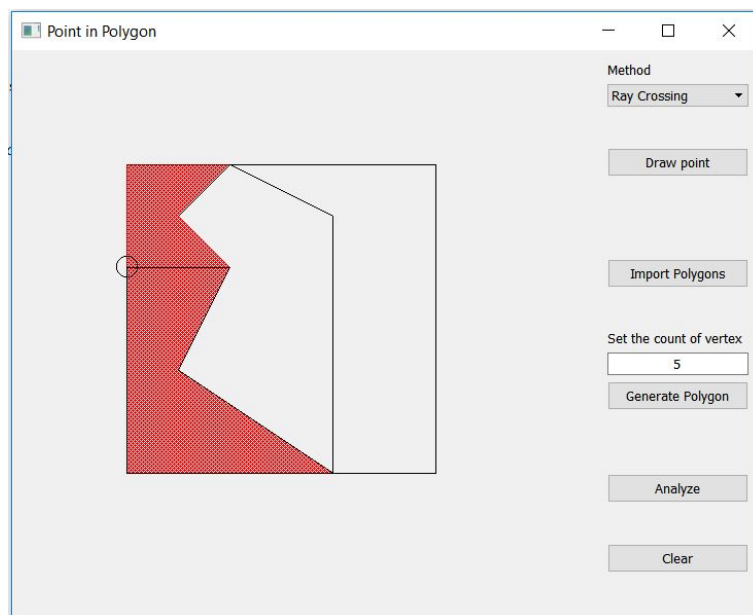 Point in Polygon
Method
Ray Crossing
Draw point
Import Polygons
Set the count of vertex
5
Generate Polygon
Analyze
Clear